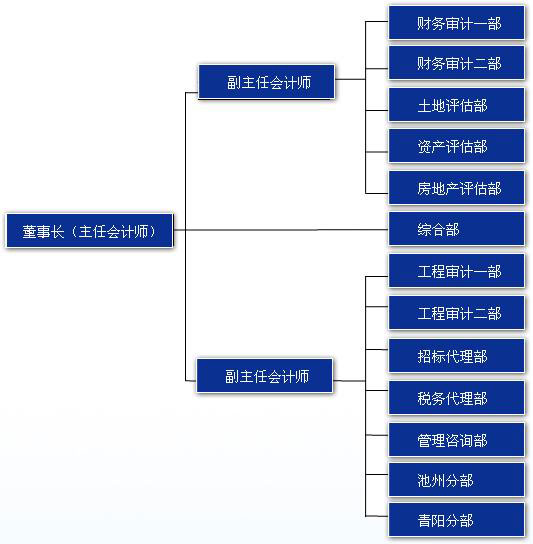 财务审计一部
财务审计二部
副主任会计师
土地评估部
资产评估部
房地产评估部
董事长（主任会计师）
综合部
工程审计一部
工程审计二部
招标代理部
副主任会计师
税务代理部
管理咨询部
池州分部
青阳分部